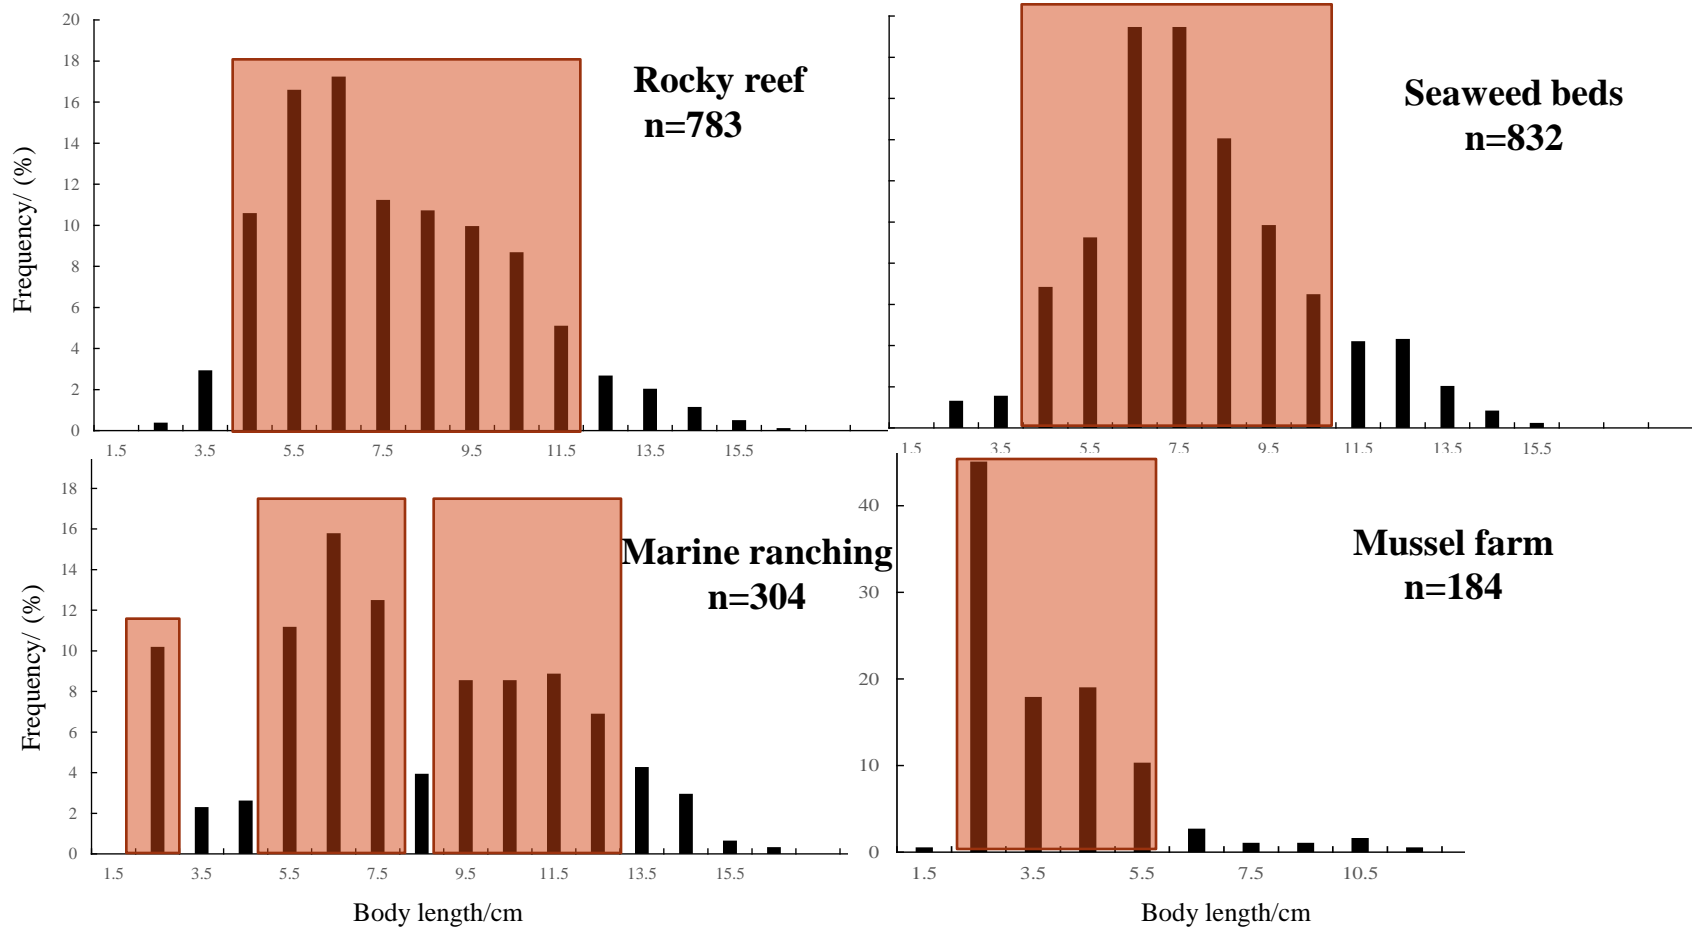 20
18
16
14
12
10
8
6
4
2
0
Frequency/ (%)
Rocky reef
n=783
1.5 3.5 5.5 7.5 9.5 11.5 13.5 15.5
Seaweed beds
n=832
1.5 3.5 5.5 7.5 9.5 11.5 13.5 15.5
18
16
14
12
10
8
6
4
2
0
Frequency/ (%)
Marine ranching
n=304
1.5 3.5 5.5 7.5 9.5 11.5 13.5 15.5
Body length/cm
40
30
20
10
0
Mussel farm
n=184
1.5 3.5 5.5 7.5 10.5
Body length/cm